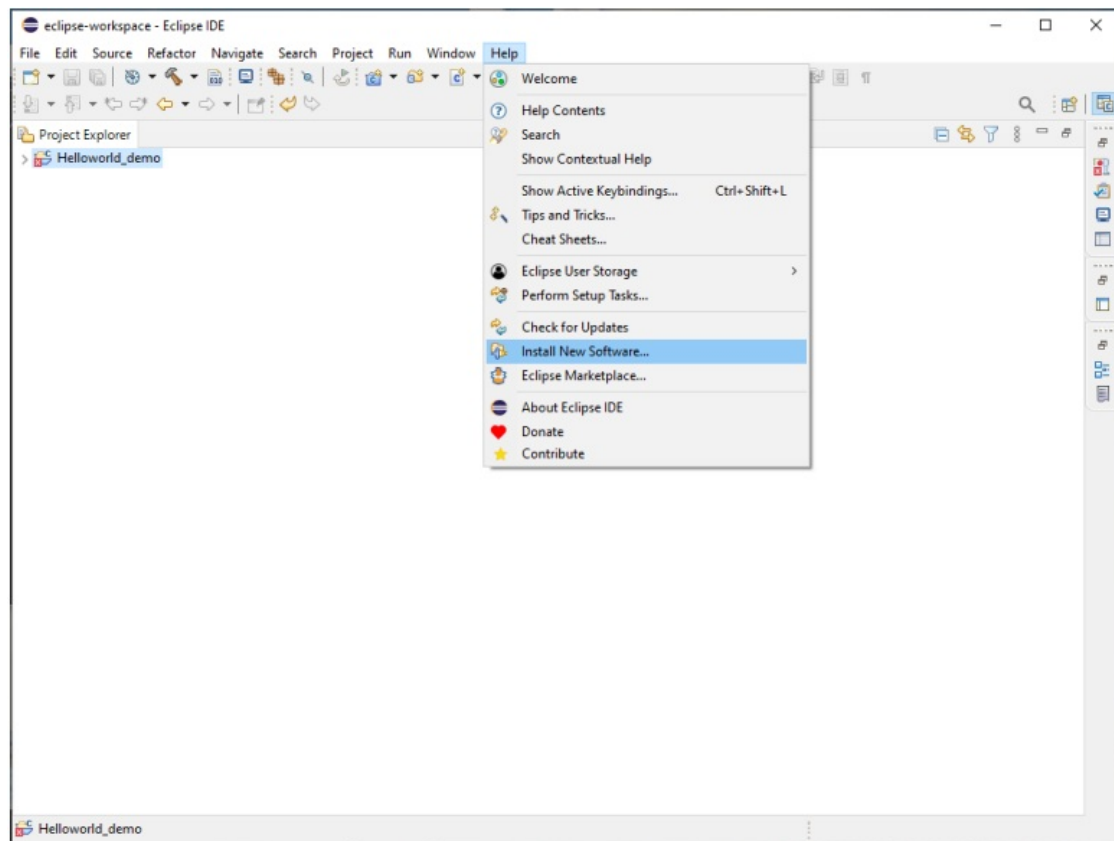 eclipse-workspace - Eclipse IDE
File Edit Source Refactor Navigate Search Project Run Window Help
Welcome
Help Contents
Project Explorer
Search
Helloworld_demo
Show Contextual Help
Show Active Keybindings... Ctrl+Shift+L
Tips and Tricks...
Cheat Sheets...
Eclipse User Storage
Perform Setup Tasks...
Check for Updates
Install New Software...
Eclipse Marketplace...
About Eclipse IDE
Donate
Contribute
Helloworld_demo